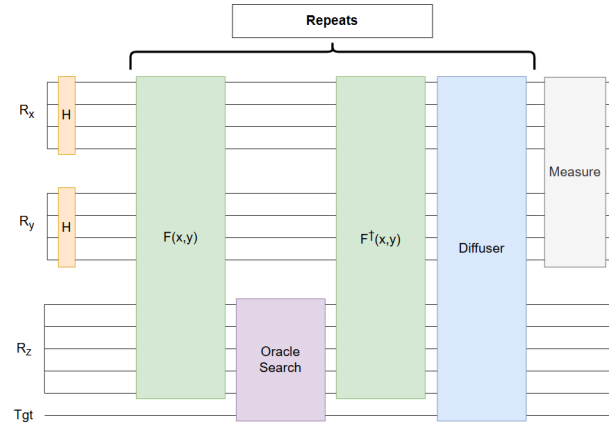 Repeats
Rx
H
Ry
H
F(x,y)
F†(x,y)
Diffuser
Measure
Rz
Oracle
Search
Tgt